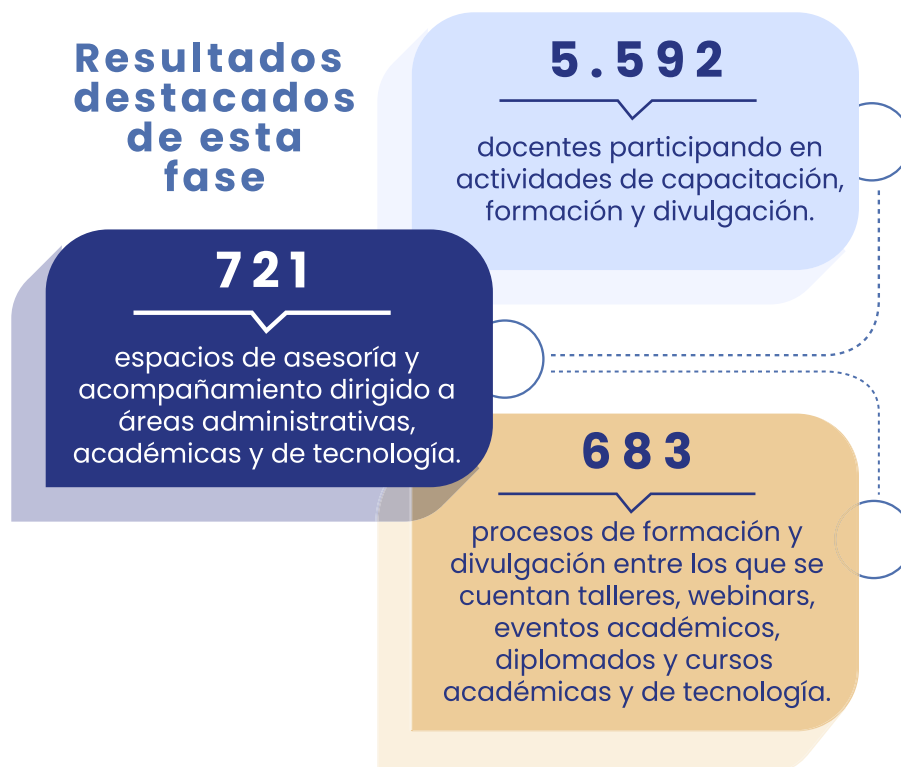 Resultados
destacados
de esta
fase
5.592
docentes participando en
actividades de capacitación,
formación y divulgación.
721
espacios de asesoría y
acompañamiento dirigido a
áreas administrativas,
académicas y de tecnología.
683
procesos de formación y
divulgación entre los que se
cuentan talleres, webinars,
eventos académicos,
diplomados y cursos
académicas y de tecnología.